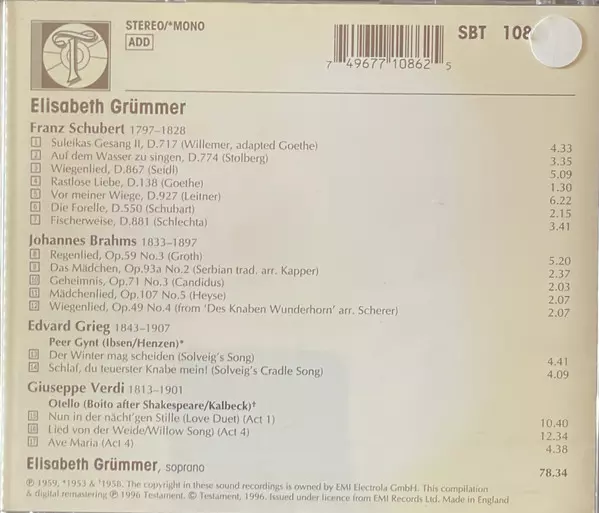 STEREO/*MONO
ADD
SBT 108
7 49677 10862 5
Elisabeth Grümmer
Franz Schubert 1797–1828
1 Suleikas Gesang II, D.717 (Willemer, adapted Goethe) 4.33
2 Auf dem Wasser zu singen, D.774 (Stolberg) 3.35
3 Wiegenlied, D.867 (Seidl) 5.09
4 Rastlose Liebe, D.138 (Goethe) 1.30
5 Vor meiner Wiege, D.927 (Leitner) 6.22
6 Die Forelle, D.550 (Schubart) 2.15
7 Fischerweise, D.881 (Schlechta) 3.41
Johannes Brahms 1833–1897
8 Regenlied, Op.59 No.3 (Groth) 5.20
9 Das Mädchen, Op.93a No.2 (Serbian trad. arr. Kapper) 2.37
10 Geheimnis, Op.71 No.3 (Candidus) 2.03
11 Mädchenlied, Op.107 No.5 (Heyse) 2.07
12 Wiegenlied, Op.49 No.4 (from 'Des Knaben Wunderhorn' arr. Scherer) 2.07
Edvard Grieg 1843–1907
Peer Gynt (Ibsen/Henzen)*
13 Der Winter mag scheiden (Solveig's Song) 4.41
14 Schlaf, du teuerster Knabe mein! (Solveig's Cradle Song) 4.09
Giuseppe Verdi 1813–1901
Otello (Boito after Shakespeare/Kalbeck)†
15 Nun in der nächt'gen Stille (Love Duet) (Act 1) 10.40
16 Lied von der Weide/Willow Song) (Act 4) 12.34
17 Ave Maria (Act 4) 4.38
Elisabeth Grümmer, soprano 78.34
℗ 1959, *1953 & †1958. The copyright in these sound recordings is owned by EMI Electrola GmbH. This compilation
& digital remastering ℗ 1996 Testament. © Testament, 1996. Issued under licence from EMI Records Ltd. Made in England